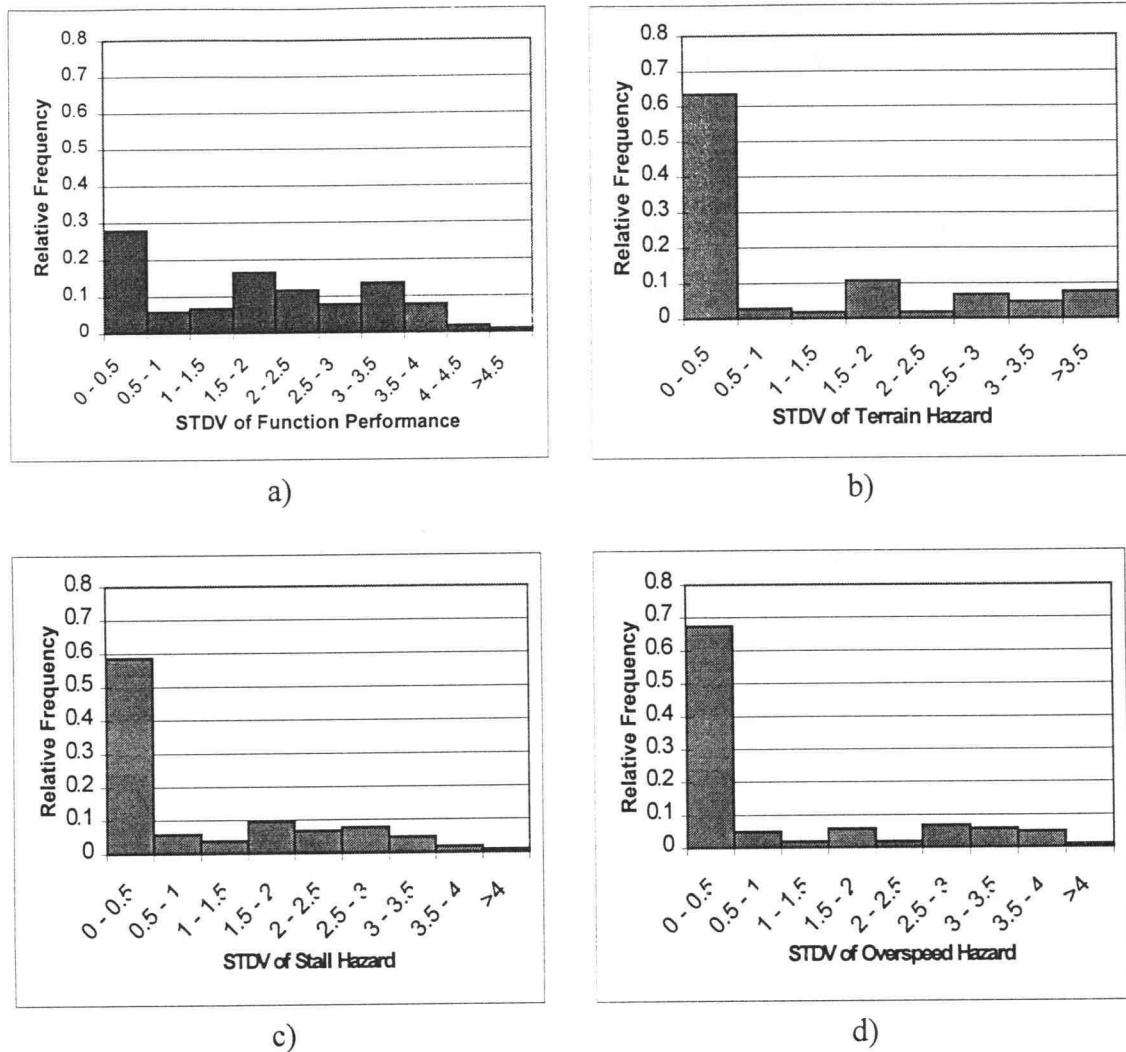 0.8
0.7
0.6
0.5
0.4
0.3
0.2
0.1
0
Relative Frequency
0 - 0.5
0.5 - 1
1 - 1.5
1.5 - 2
2 - 2.5
2.5 - 3
3 - 3.5
3.5 - 4
4 - 4.5
>4.5
STDV of Function Performance
a)
0.8
0.7
0.6
0.5
0.4
0.3
0.2
0.1
0
Relative Frequency
0 - 0.5
0.5 - 1
1 - 1.5
1.5 - 2
2 - 2.5
2.5 - 3
3 - 3.5
>3.5
STDV of Terrain Hazard
b)
0.8
0.7
0.6
0.5
0.4
0.3
0.2
0.1
0
Relative Frequency
0 - 0.5
0.5 - 1
1 - 1.5
1.5 - 2
2 - 2.5
2.5 - 3
3 - 3.5
3.5 - 4
>4
STDV of Stall Hazard
c)
0.8
0.7
0.6
0.5
0.4
0.3
0.2
0.1
0
Relative Frequency
0 - 0.5
0.5 - 1
1 - 1.5
1.5 - 2
2 - 2.5
2.5 - 3
3 - 3.5
3.5 - 4
>4
STDV of Overspeed Hazard
d)